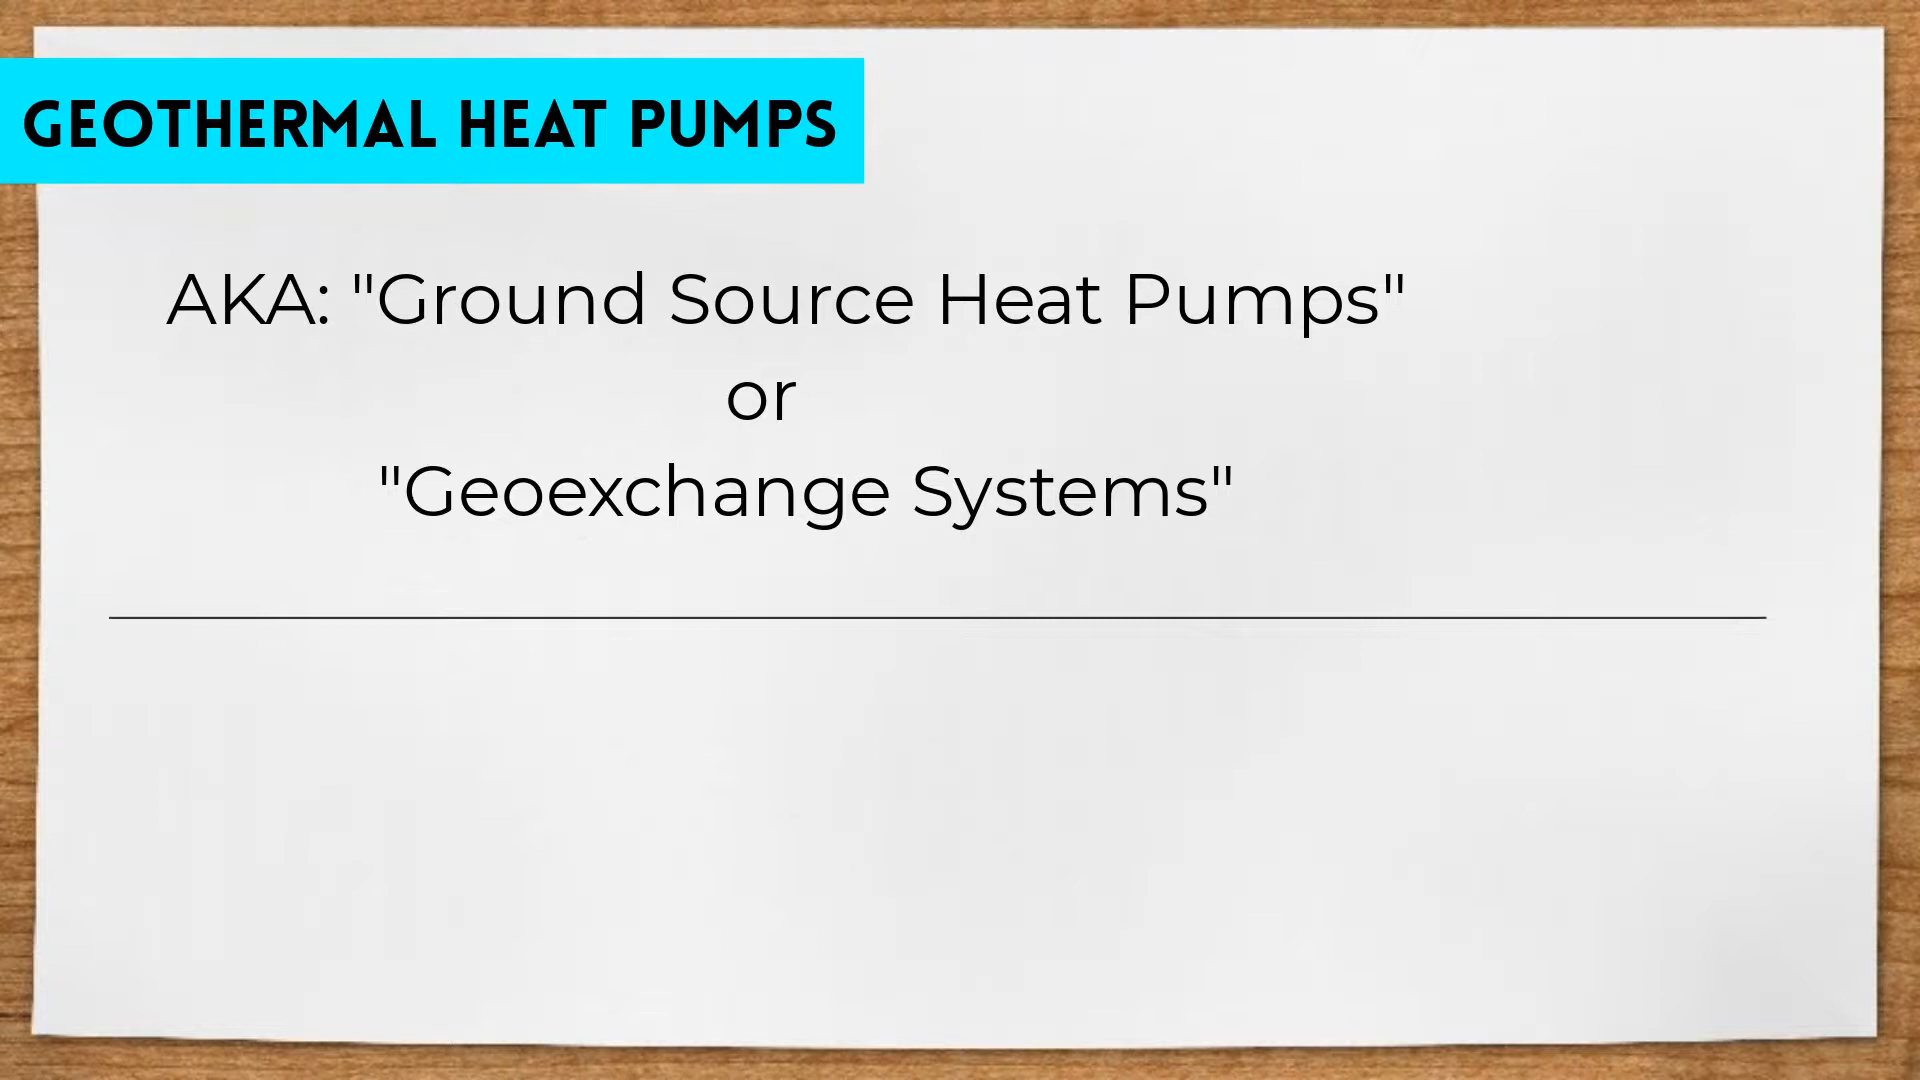 GEOTHERMAL HEAT PUMPS
AKA: "Ground Source Heat Pumps"
or
"Geoexchange Systems"